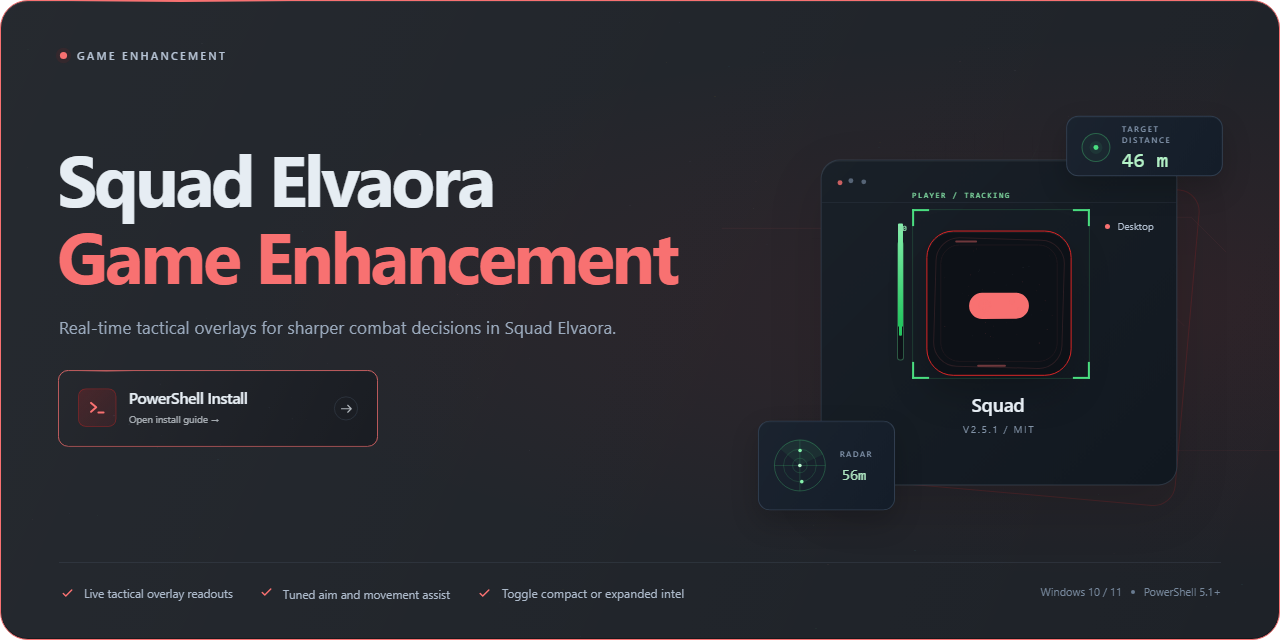 GAME ENHANCEMENT
Squad Elvaora
Game Enhancement
Real-time tactical overlays for sharper combat decisions in Squad Elvaora.
PowerShell Install
Open install guide →
TARGET
DISTANCE
46 m
PLAYER / TRACKING
Desktop
Squad
V2.5.1 / MIT
RADAR
56m
Live tactical overlay readouts
Tuned aim and movement assist
Toggle compact or expanded intel
Windows 10 / 11 • PowerShell 5.1+